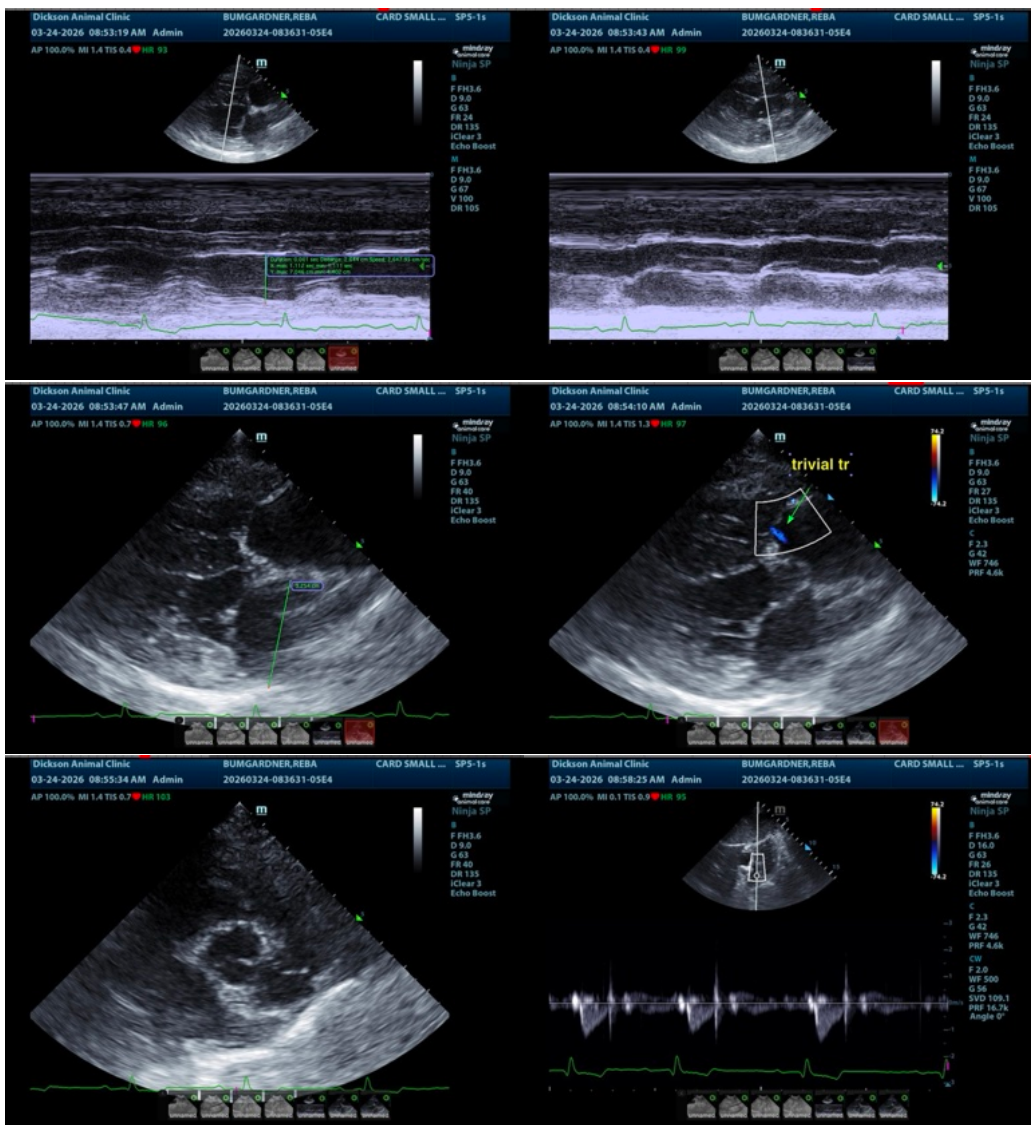 Dickson Animal Clinic BUMGARDNER,REBA CARD SMALL ... SP5-1s
03-24-2026 08:53:19 AM Admin 20260324-083631-05E4
AP 100.0% MI 1.4 TIS 0.4 HR 93
mindray
animal care
Ninja SP
B
F FH3.6
D 9.0
G 63
FR 24
DR 135
iClear 3
Echo Boost
M
F FH3.6
D 9.0
G 67
V 100
DR 105
Dickson Animal Clinic BUMGARDNER,REBA CARD SMALL ... SP5-1s
03-24-2026 08:53:43 AM Admin 20260324-083631-05E4
AP 100.0% MI 1.4 TIS 0.4 HR 99
mindray
animal care
Ninja SP
B
F FH3.6
D 9.0
G 63
FR 24
DR 135
iClear 3
Echo Boost
M
F FH3.6
D 9.0
G 67
V 100
DR 105
Dickson Animal Clinic BUMGARDNER,REBA CARD SMALL ... SP5-1s
03-24-2026 08:53:47 AM Admin 20260324-083631-05E4
AP 100.0% MI 1.4 TIS 0.7 HR 96
mindray
animal care
Ninja SP
B
F FH3.6
D 9.0
G 63
FR 40
DR 135
iClear 3
Echo Boost
Dickson Animal Clinic BUMGARDNER,REBA CARD SMALL ... SP5-1s
03-24-2026 08:54:10 AM Admin 20260324-083631-05E4
AP 100.0% MI 1.4 TIS 1.3 HR 97
74.2
-74.2
trivial tr
mindray
animal care
Ninja SP
B
F FH3.6
D 9.0
G 63
FR 27
DR 135
iClear 3
Echo Boost
C
F 2.3
G 42
WF 746
PRF 4.6k
Dickson Animal Clinic BUMGARDNER,REBA CARD SMALL ... SP5-1s
03-24-2026 08:55:34 AM Admin 20260324-083631-05E4
AP 100.0% MI 1.4 TIS 0.7 HR 103
mindray
animal care
Ninja SP
B
F FH3.6
D 9.0
G 63
FR 40
DR 135
iClear 3
Echo Boost
Dickson Animal Clinic BUMGARDNER,REBA CARD SMALL ... SP5-1s
03-24-2026 08:58:25 AM Admin 20260324-083631-05E4
AP 100.0% MI 0.1 TIS 0.9 HR 95
74.2
-74.2
mindray
animal care
Ninja SP
B
F FH3.6
D 16.0
G 63
FR 26
DR 135
iClear 3
Echo Boost
C
F 2.3
G 42
WF 746
PRF 4.6k
CW
F 2.0
WF 500
G 56
SVD 109.1
PRF 16.7k
Angle 0°